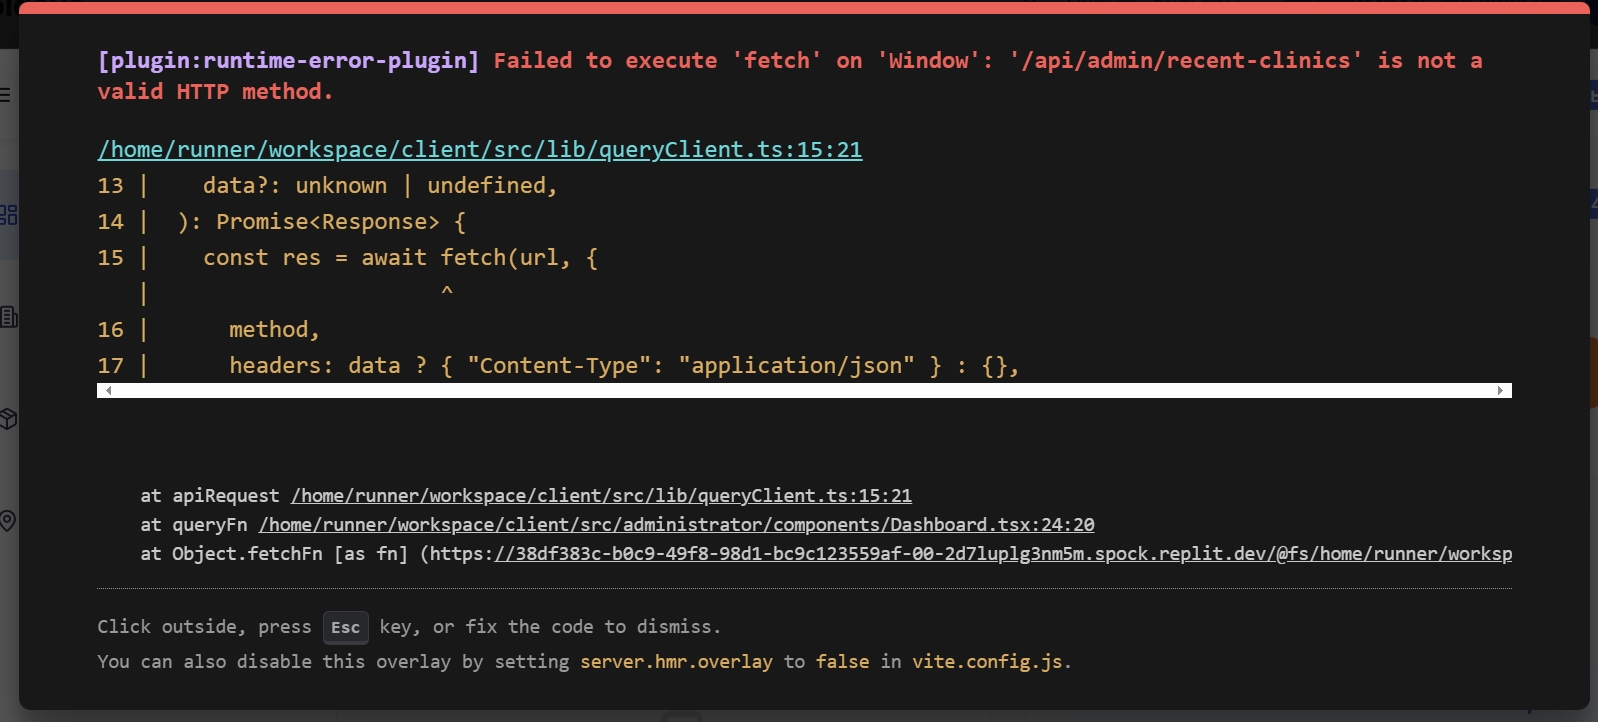 [plugin:runtime-error-plugin] Failed to execute 'fetch' on 'Window': '/api/admin/recent-clinics' is not a
valid HTTP method.
/home/runner/workspace/client/src/lib/queryClient.ts:15:21
13 |    data?: unknown | undefined,
14 |  ): Promise<Response> {
15 |    const res = await fetch(url, {
   |                      ^
16 |      method,
17 |      headers: data ? { "Content-Type": "application/json" } : {},
at apiRequest /home/runner/workspace/client/src/lib/queryClient.ts:15:21
at queryFn /home/runner/workspace/client/src/administrator/components/Dashboard.tsx:24:20
at Object.fetchFn [as fn] (https://38df383c-b0c9-49f8-98d1-bc9c123559af-00-2d7luplg3nm5m.spock.replit.dev/@fs/home/runner/worksp
Click outside, press Esc key, or fix the code to dismiss.
You can also disable this overlay by setting server.hmr.overlay to false in vite.config.js.